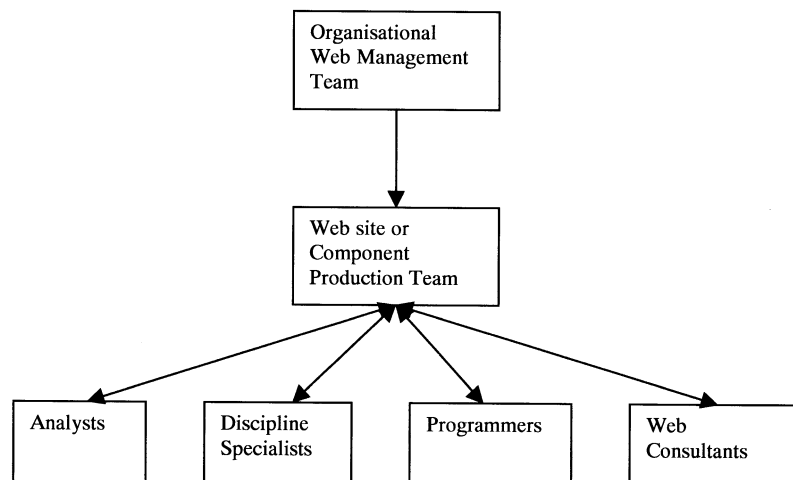 Organisational
Web Management
Team
Web site or
Component
Production Team
Analysts
Discipline
Specialists
Programmers
Web
Consultants